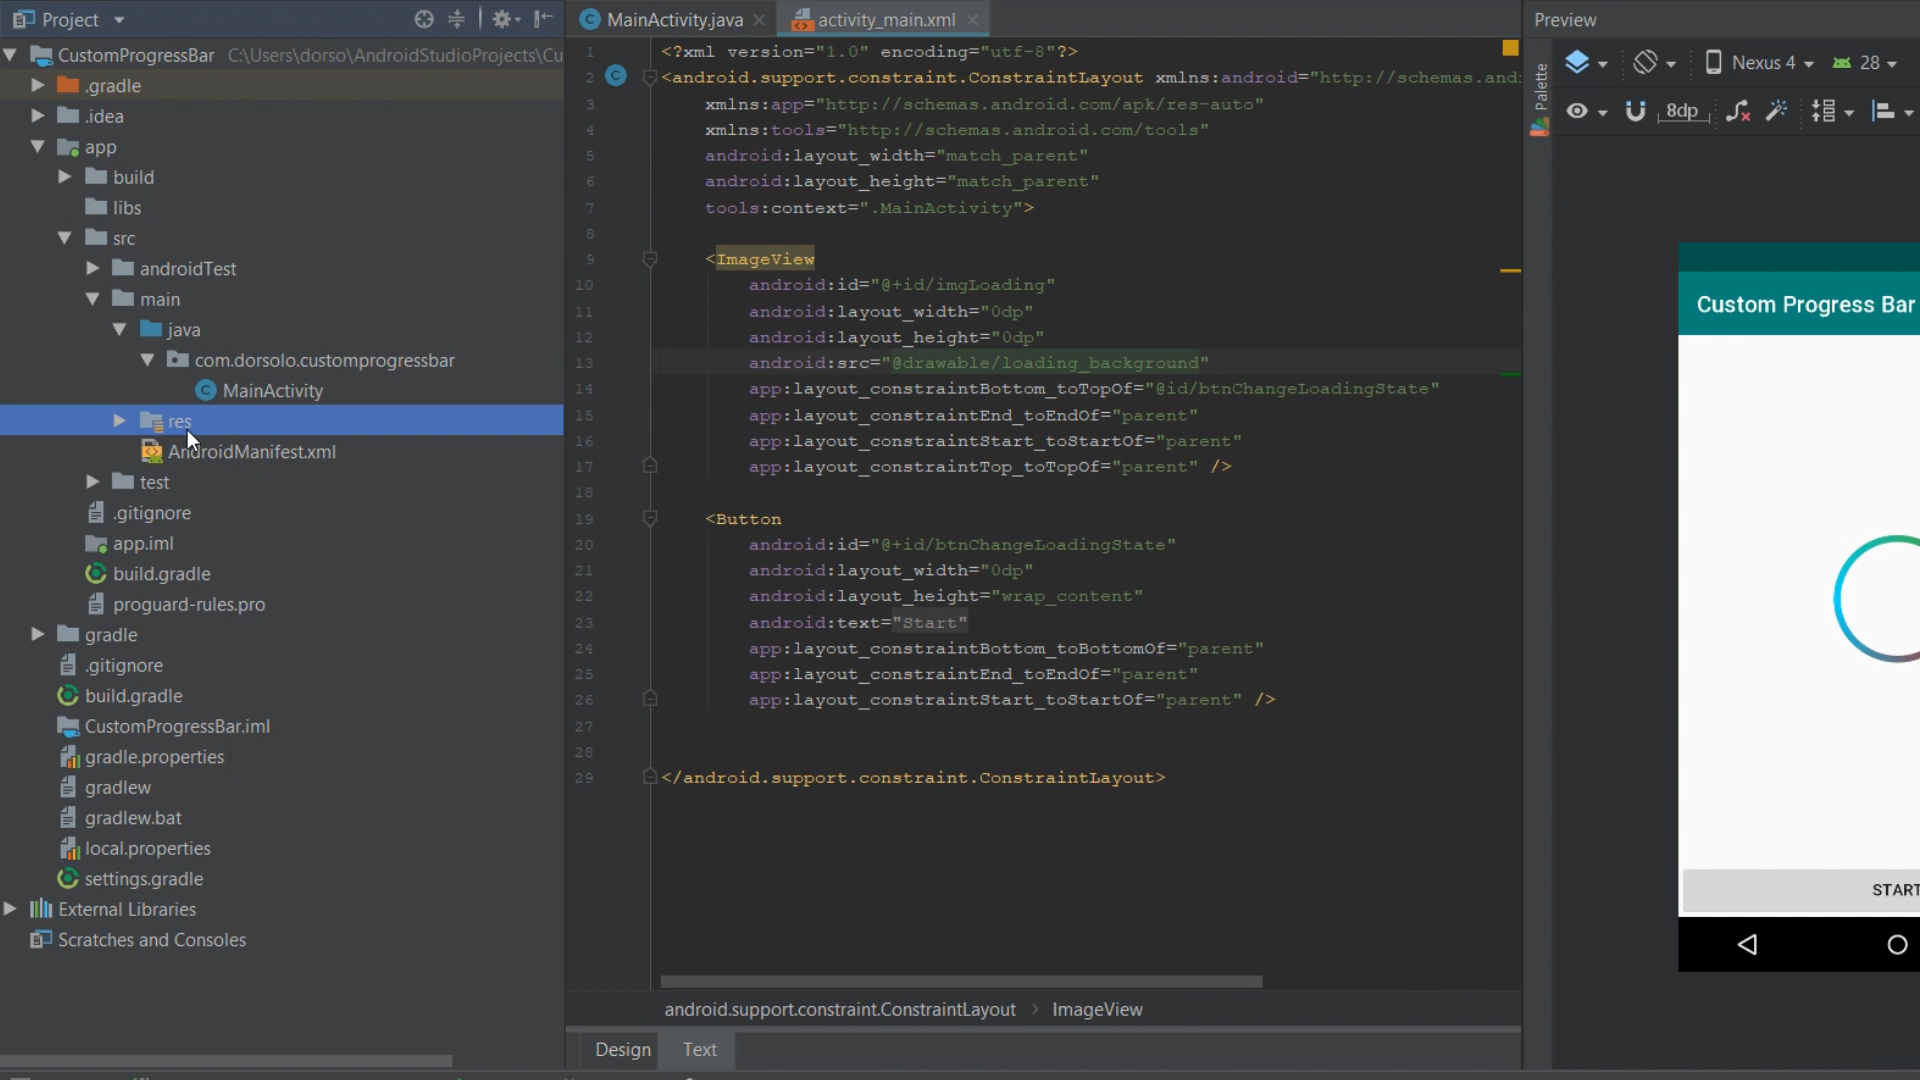 Project
MainActivity.java
activity_main.xml
Preview
CustomProgressBar C:\Users\dorso\AndroidStudioProjects\Cu
.gradle
.idea
app
build
libs
src
androidTest
main
java
com.dorsolo.customprogressbar
MainActivity
res
AndroidManifest.xml
test
.gitignore
app.iml
build.gradle
proguard-rules.pro
gradle
.gitignore
build.gradle
CustomProgressBar.iml
gradle.properties
gradlew
gradlew.bat
local.properties
settings.gradle
External Libraries
Scratches and Consoles
1 <?xml version="1.0" encoding="utf-8"?>
2 <android.support.constraint.ConstraintLayout xmlns:android="http://schemas.and
3 xmlns:app="http://schemas.android.com/apk/res-auto"
4 xmlns:tools="http://schemas.android.com/tools"
5 android:layout_width="match_parent"
6 android:layout_height="match_parent"
7 tools:context=".MainActivity">
8
9 <ImageView
10 android:id="@+id/imgLoading"
11 android:layout_width="0dp"
12 android:layout_height="0dp"
13 android:src="@drawable/loading_background"
14 app:layout_constraintBottom_toTopOf="@id/btnChangeLoadingState"
15 app:layout_constraintEnd_toEndOf="parent"
16 app:layout_constraintStart_toStartOf="parent"
17 app:layout_constraintTop_toTopOf="parent" />
18
19 <Button
20 android:id="@+id/btnChangeLoadingState"
21 android:layout_width="0dp"
22 android:layout_height="wrap_content"
23 android:text="Start"
24 app:layout_constraintBottom_toBottomOf="parent"
25 app:layout_constraintEnd_toEndOf="parent"
26 app:layout_constraintStart_toStartOf="parent" />
27
28
29 </android.support.constraint.ConstraintLayout>
android.support.constraint.ConstraintLayout › ImageView
Design Text
Palette
Nexus 4 28
8dp
Custom Progress Bar
START